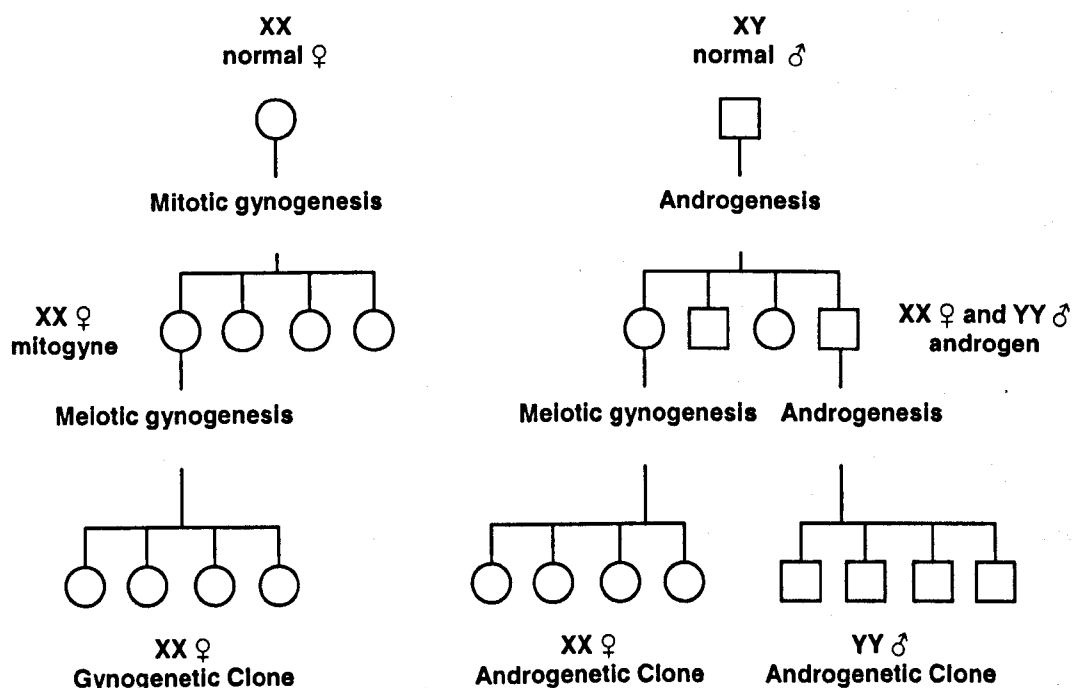 XX
normal ♀
XY
normal ♂
Mitotic gynogenesis
Androgenesis
XX ♀
mitogyne
XX ♀ and YY ♂
androgen
Meiotic gynogenesis
Meiotic gynogenesis
Androgenesis
XX ♀
Gynogenetic Clone
XX ♀
Androgenetic Clone
YY ♂
Androgenetic Clone